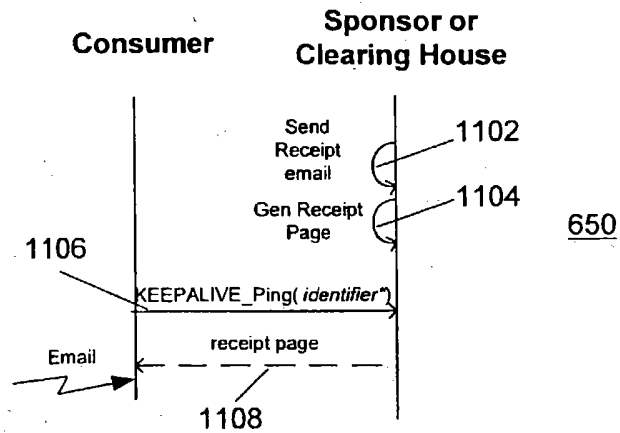 Consumer
Sponsor or
Clearing House
Send
Receipt
email
1102
Gen Receipt
Page
1104
650
1106
KEEPALIVE_Ping( identifier")
receipt page
Email
1108